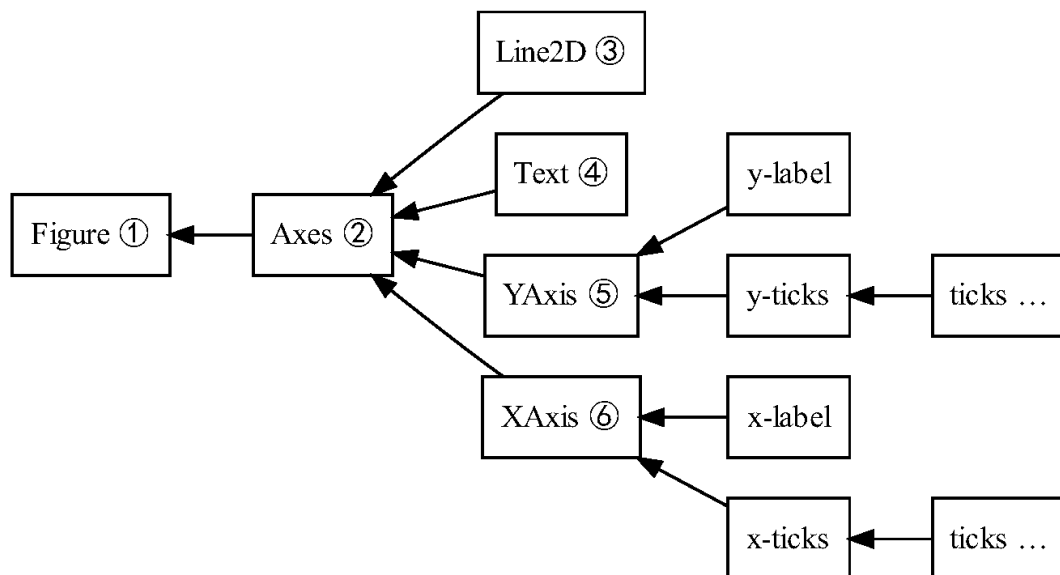 Line2D ③
Text ④
y-label
Figure ①
Axes ②
YAxis ⑤
y-ticks
ticks ...
XAxis ⑥
x-label
x-ticks
ticks ...